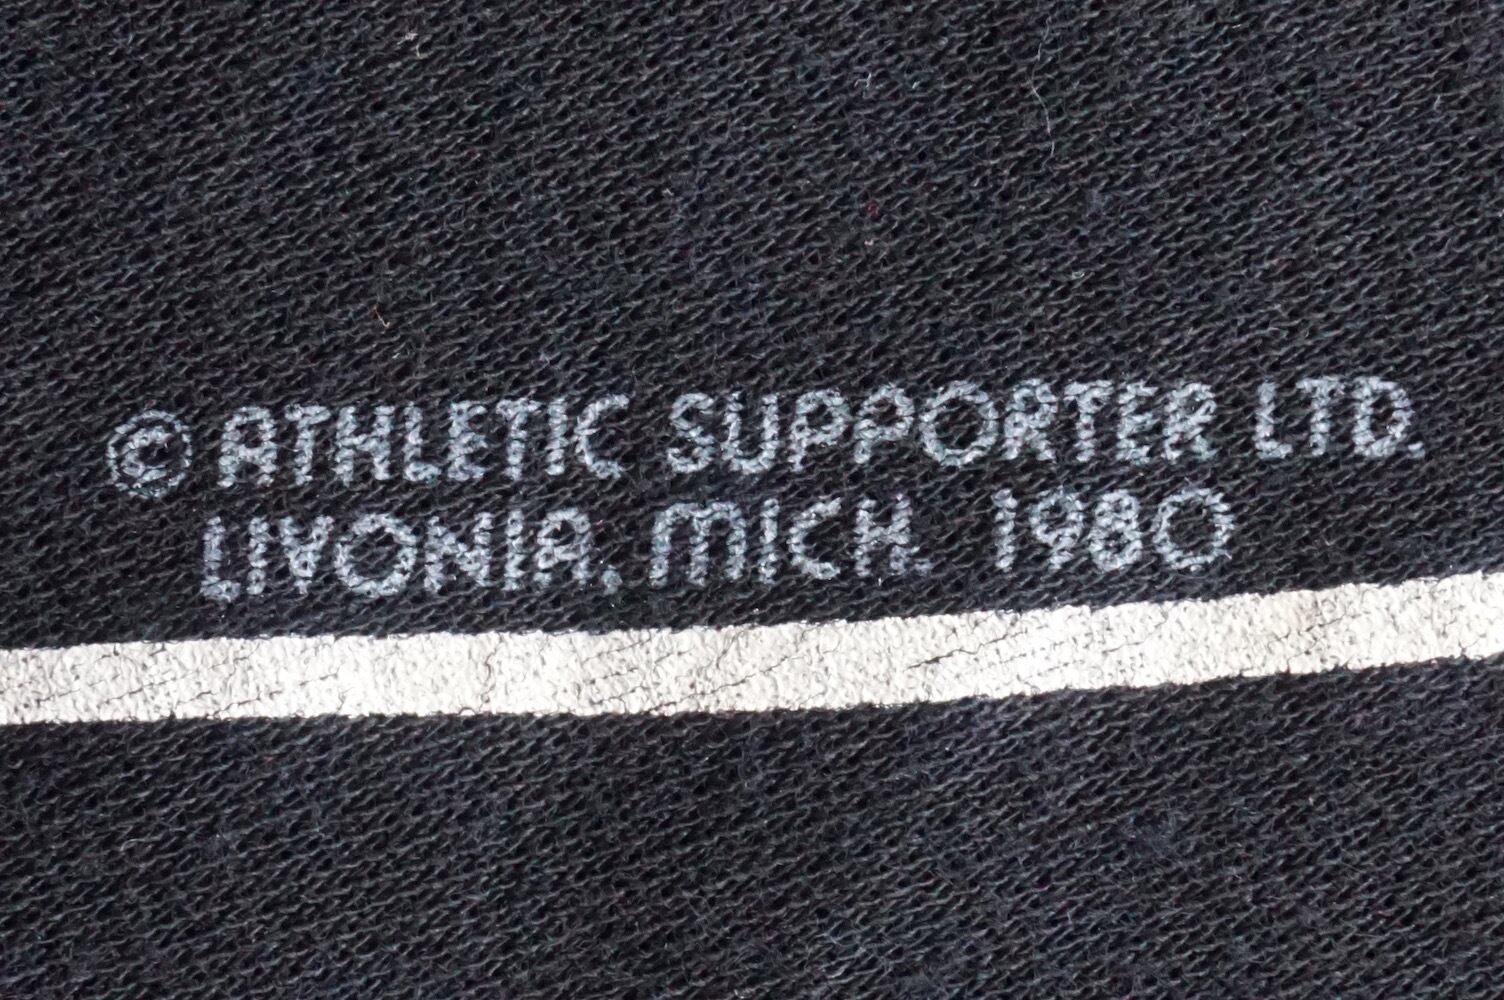 © ATHLETIC SUPPORTER LTD.
LIVONIA, MICH. 1980